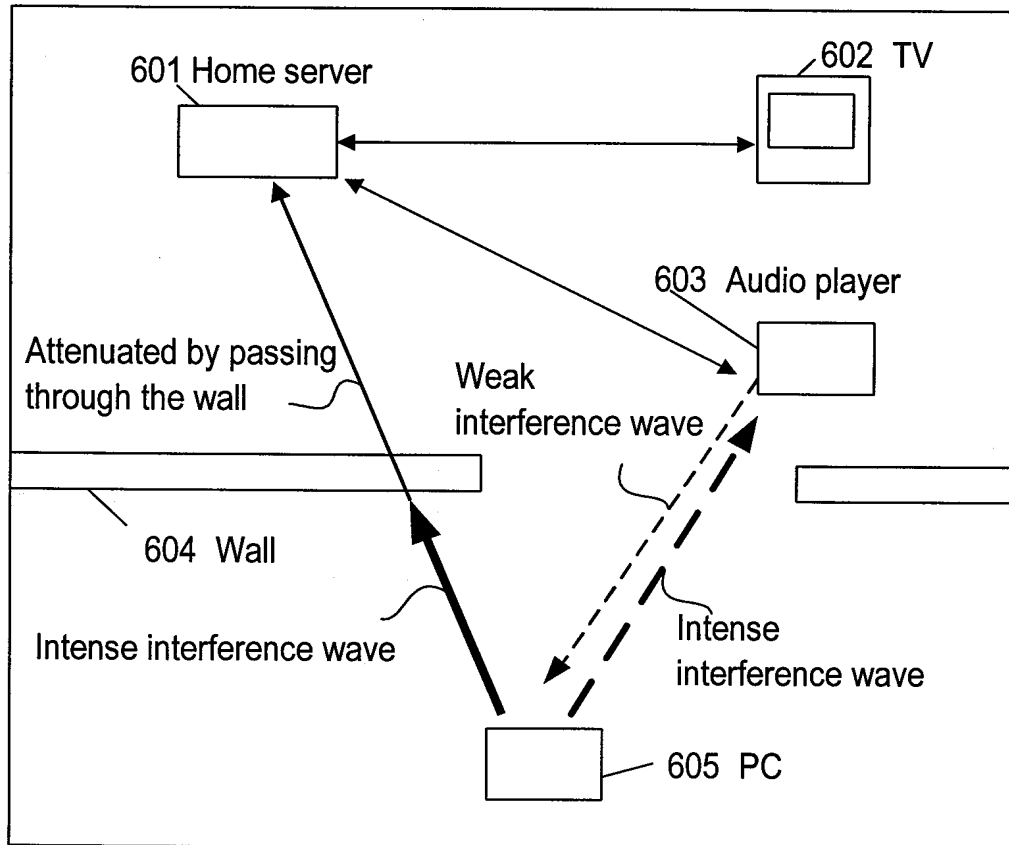 601 Home server
602 TV
603 Audio player
Attenuated by passing
through the wall
Weak
interference wave
604 Wall
Intense interference wave
Intense
interference wave
605 PC